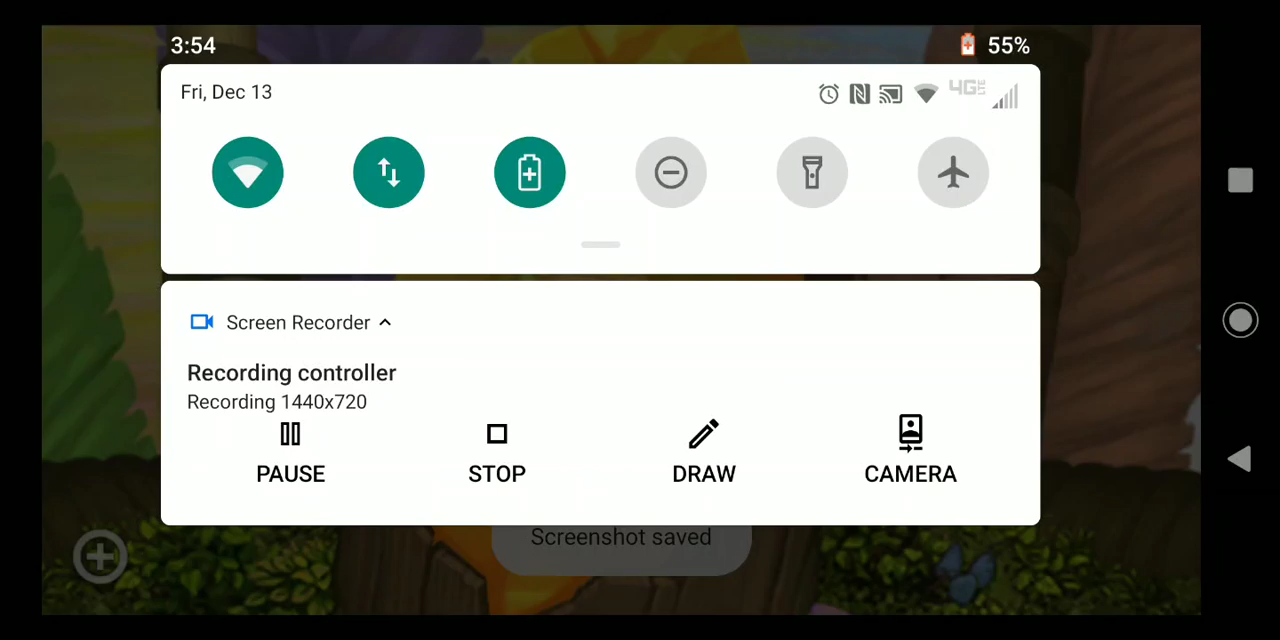 3:54
55%
Fri, Dec 13
4G LTE
Screen Recorder
Recording controller
Recording 1440x720
PAUSE STOP DRAW CAMERA
Screenshot saved